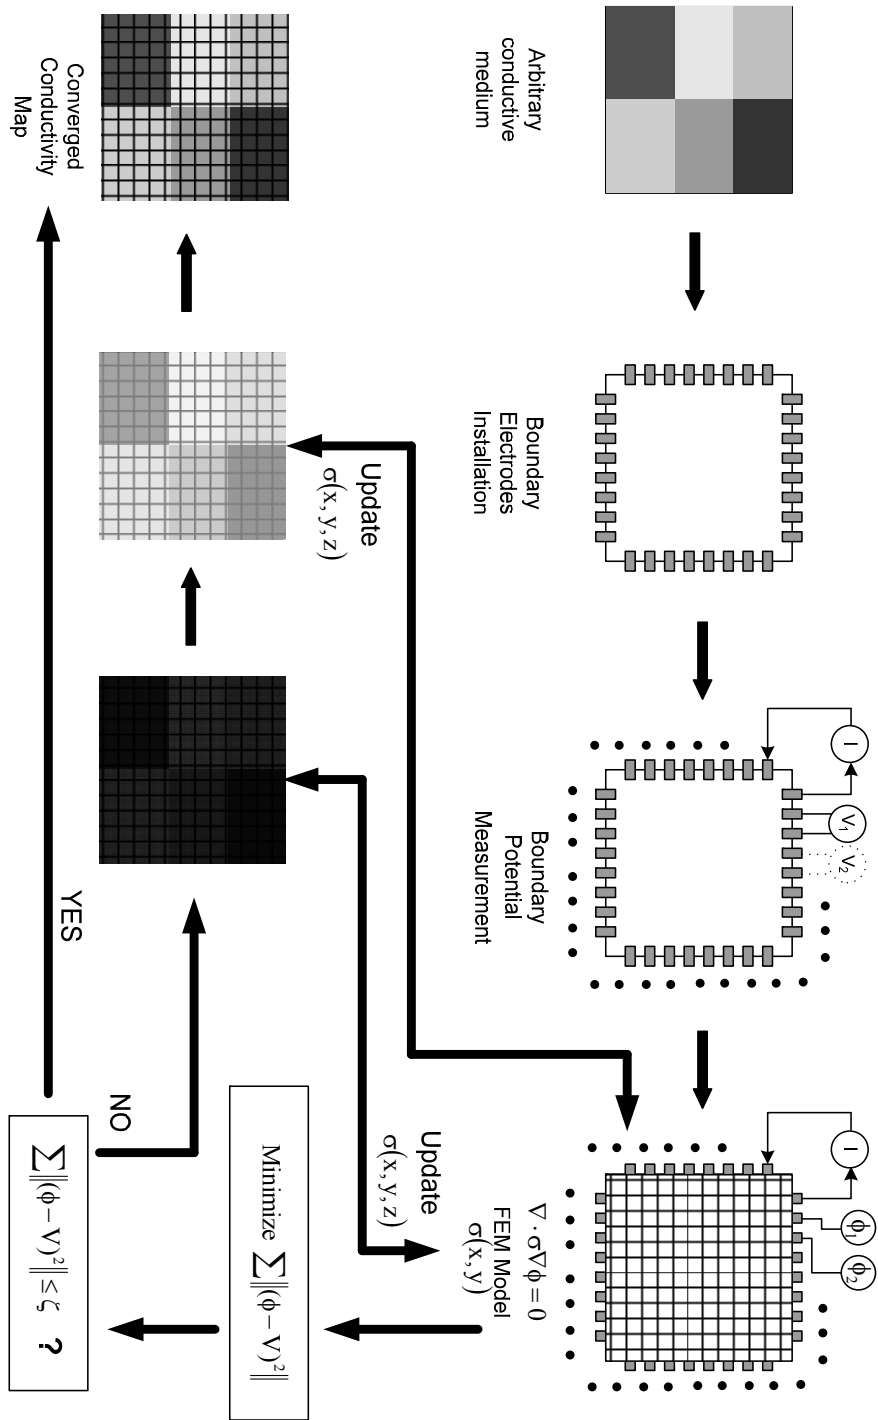 Arbitrary
conductive
medium
Boundary
Electrodes
Installation
I
V1
V2
Boundary
Potential
Measurement
I
ϕ1
ϕ2
∇ · σ∇ϕ = 0
FEM Model
σ(x, y)
Update
σ(x, y, z)
Update
σ(x, y, z)
Minimize ∑‖(ϕ − V)²‖
∑‖(ϕ − V)²‖ ≤ ζ ?
NO
YES
Converged
Conductivity
Map